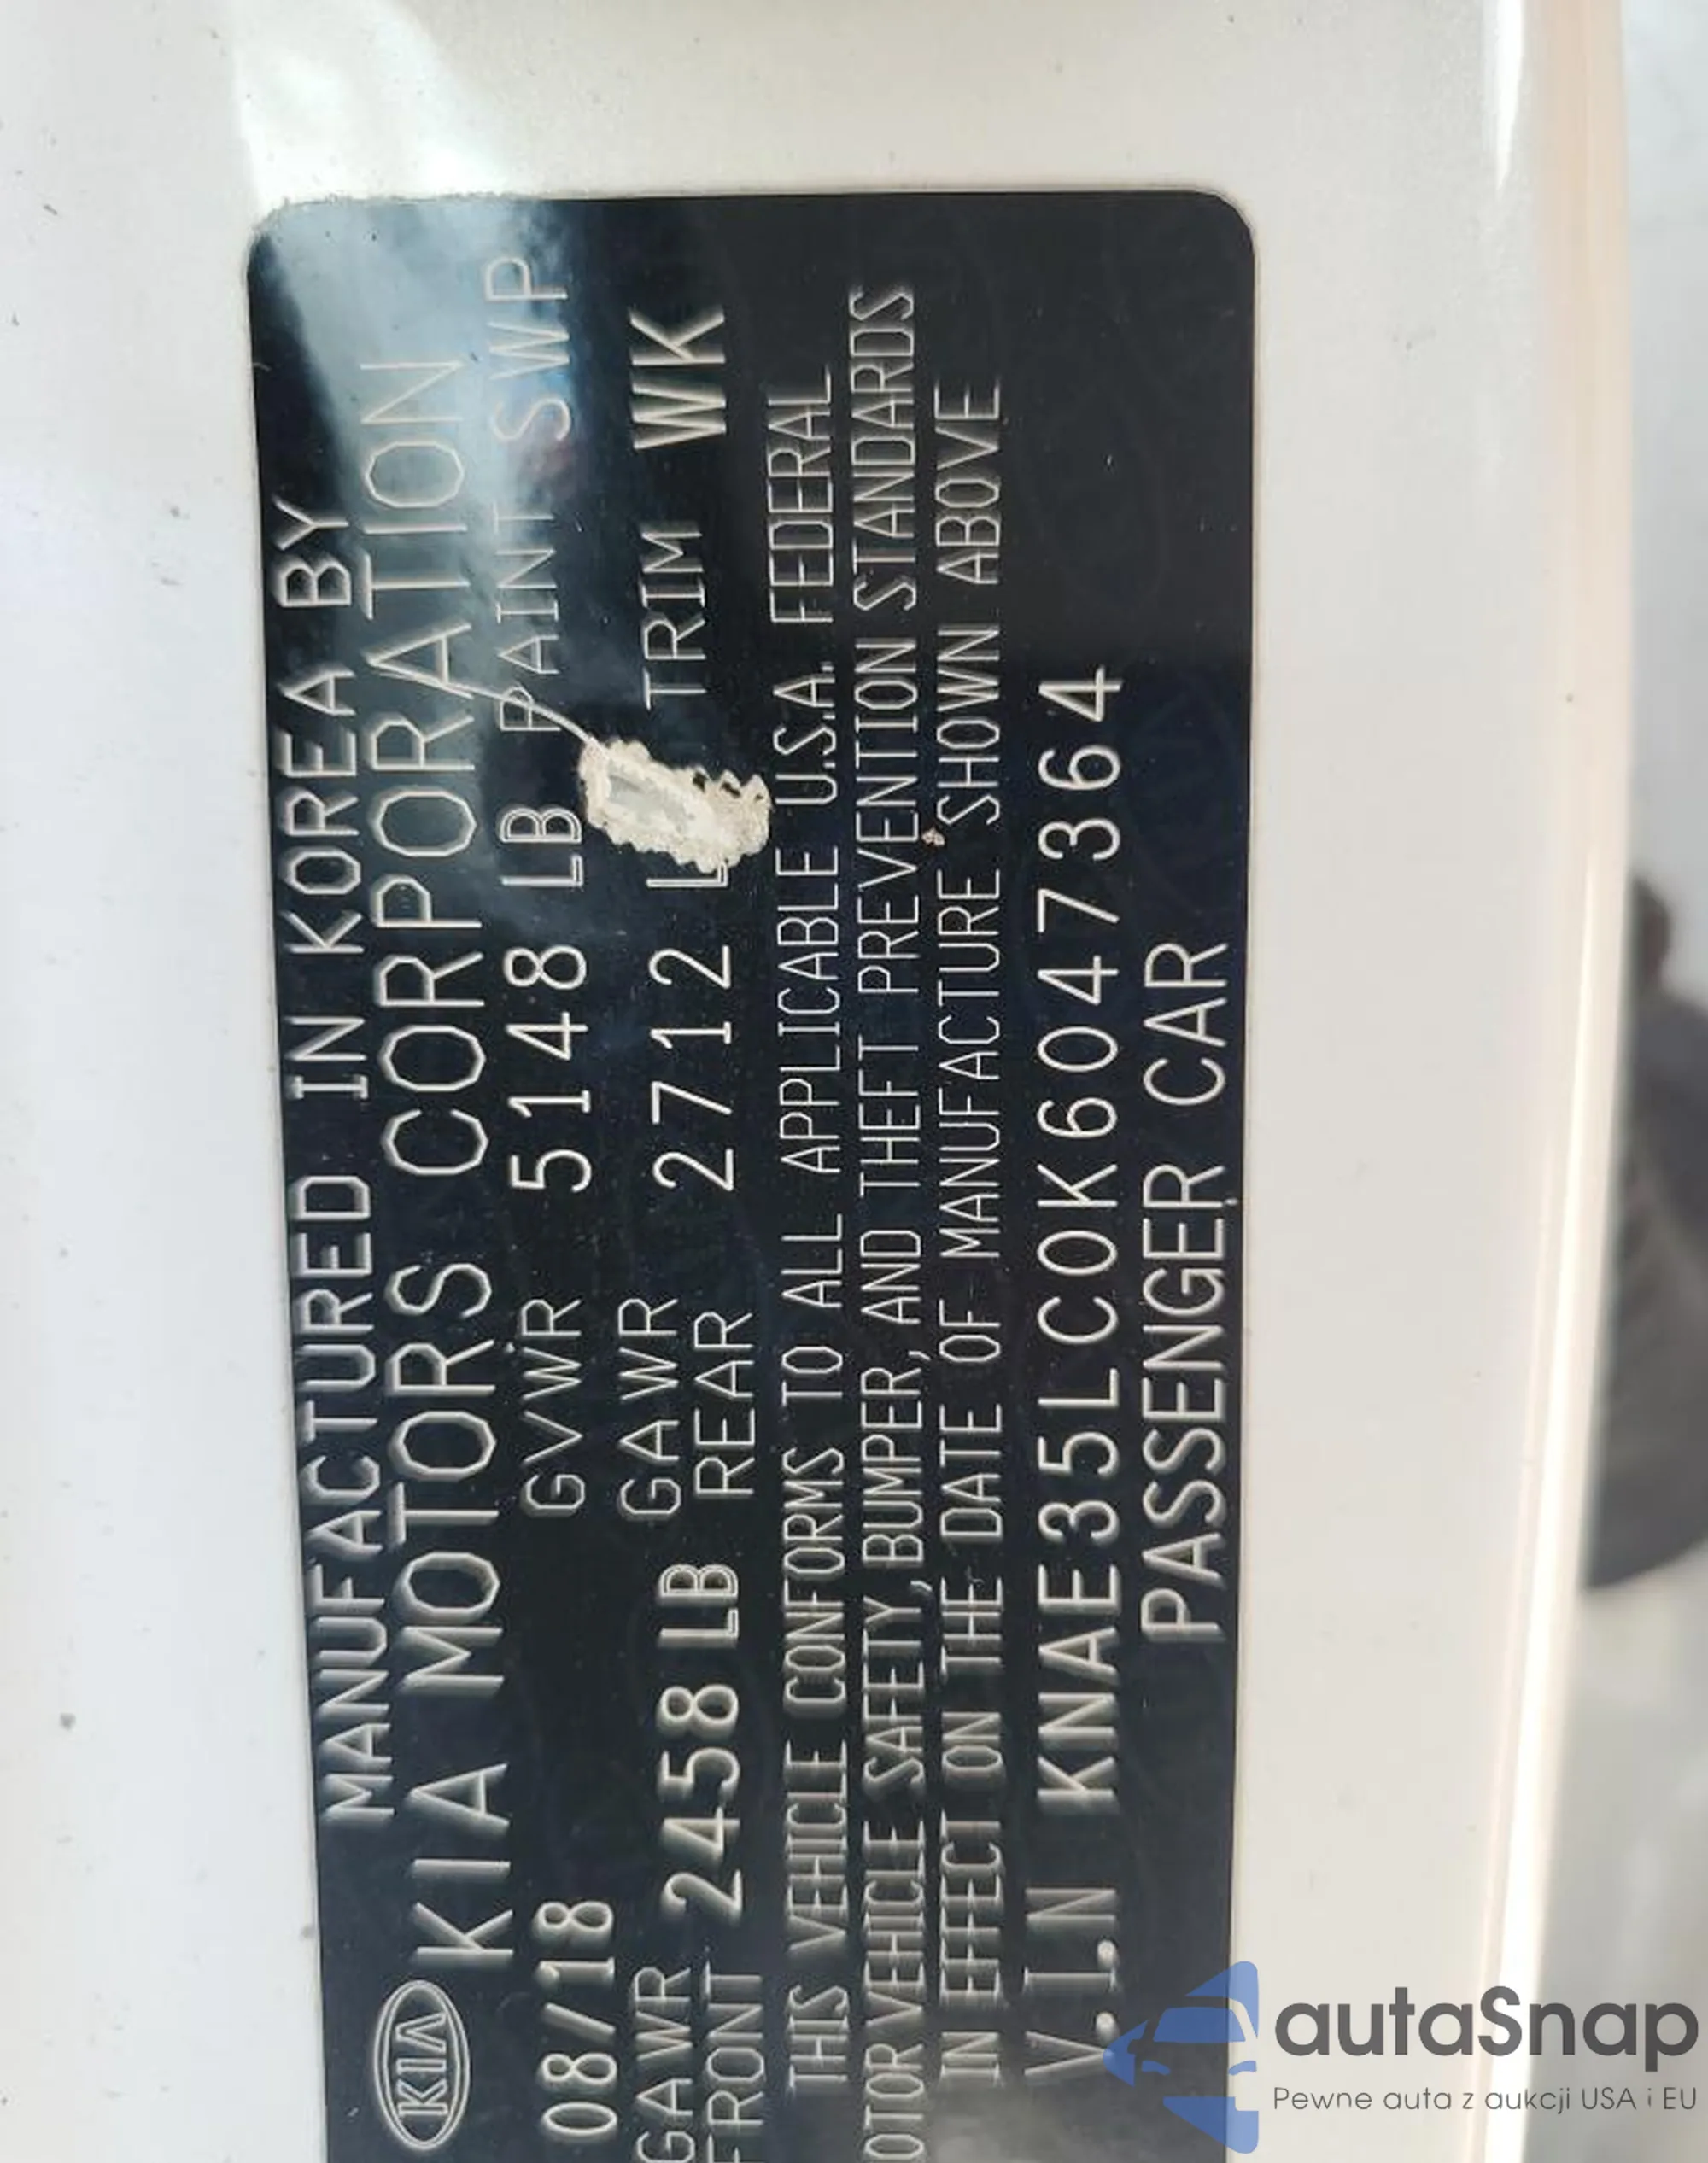 MANUFACTURED IN KOREA BY
KIA KIA MOTORS CORPORATION
08/18 GVWR 5148 LB PAINT SWP
GAWR GAWR
FRONT 2458 LB REAR 2712 L TRIM WK
THIS VEHICLE CONFORMS TO ALL APPLICABLE U.S.A. FEDERAL
OTOR VEHICLE SAFETY, BUMPER, AND THEFT PREVENTION STANDARDS
IN EFFECT ON THE DATE OF MANUFACTURE SHOWN ABOVE
V.I.N KNAE35LC0K6047364
PASSENGER CAR
autaSnap
Pewne auta z aukcji USA i EU